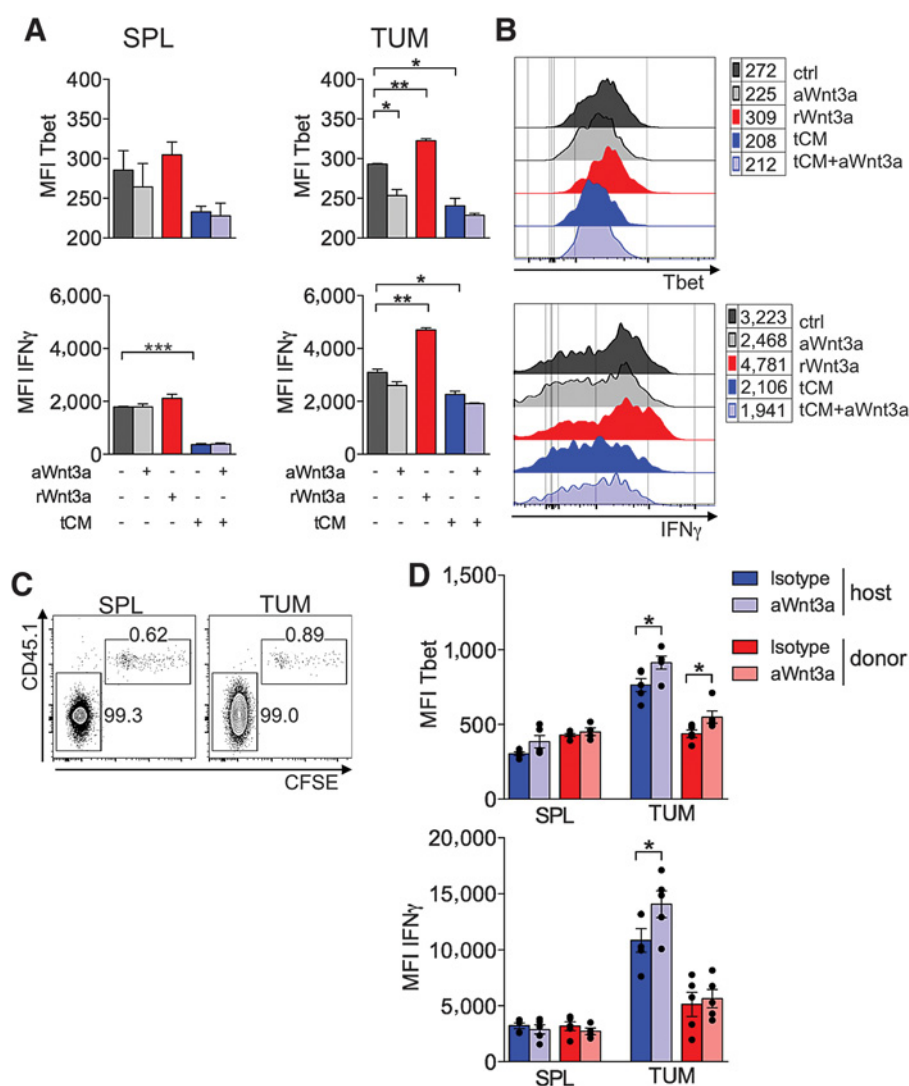 A
SPL
TUM
MFI Tbet
400
350
300
250
200
MFI Tbet
400
350
300
250
200
*
**
*
MFI IFNγ
6,000
4,000
2,000
0
***
MFI IFNγ
6,000
4,000
2,000
0
*
**
aWnt3a - + - - +
rWnt3a - - + - -
tCM - - - + +
aWnt3a - + - - +
rWnt3a - - + - -
tCM - - - + +
B
272 ctrl
225 aWnt3a
309 rWnt3a
208 tCM
212 tCM+aWnt3a
Tbet
3,223 ctrl
2,468 aWnt3a
4,781 rWnt3a
2,106 tCM
1,941 tCM+aWnt3a
IFNγ
C
SPL
TUM
CD45.1
0.62
99.3
0.89
99.0
CFSE
D
Isotype
aWnt3a
host
Isotype
aWnt3a
donor
MFI Tbet
1,500
1,000
500
0
*
*
SPL
TUM
MFI IFNγ
20,000
15,000
10,000
5,000
0
*
SPL
TUM